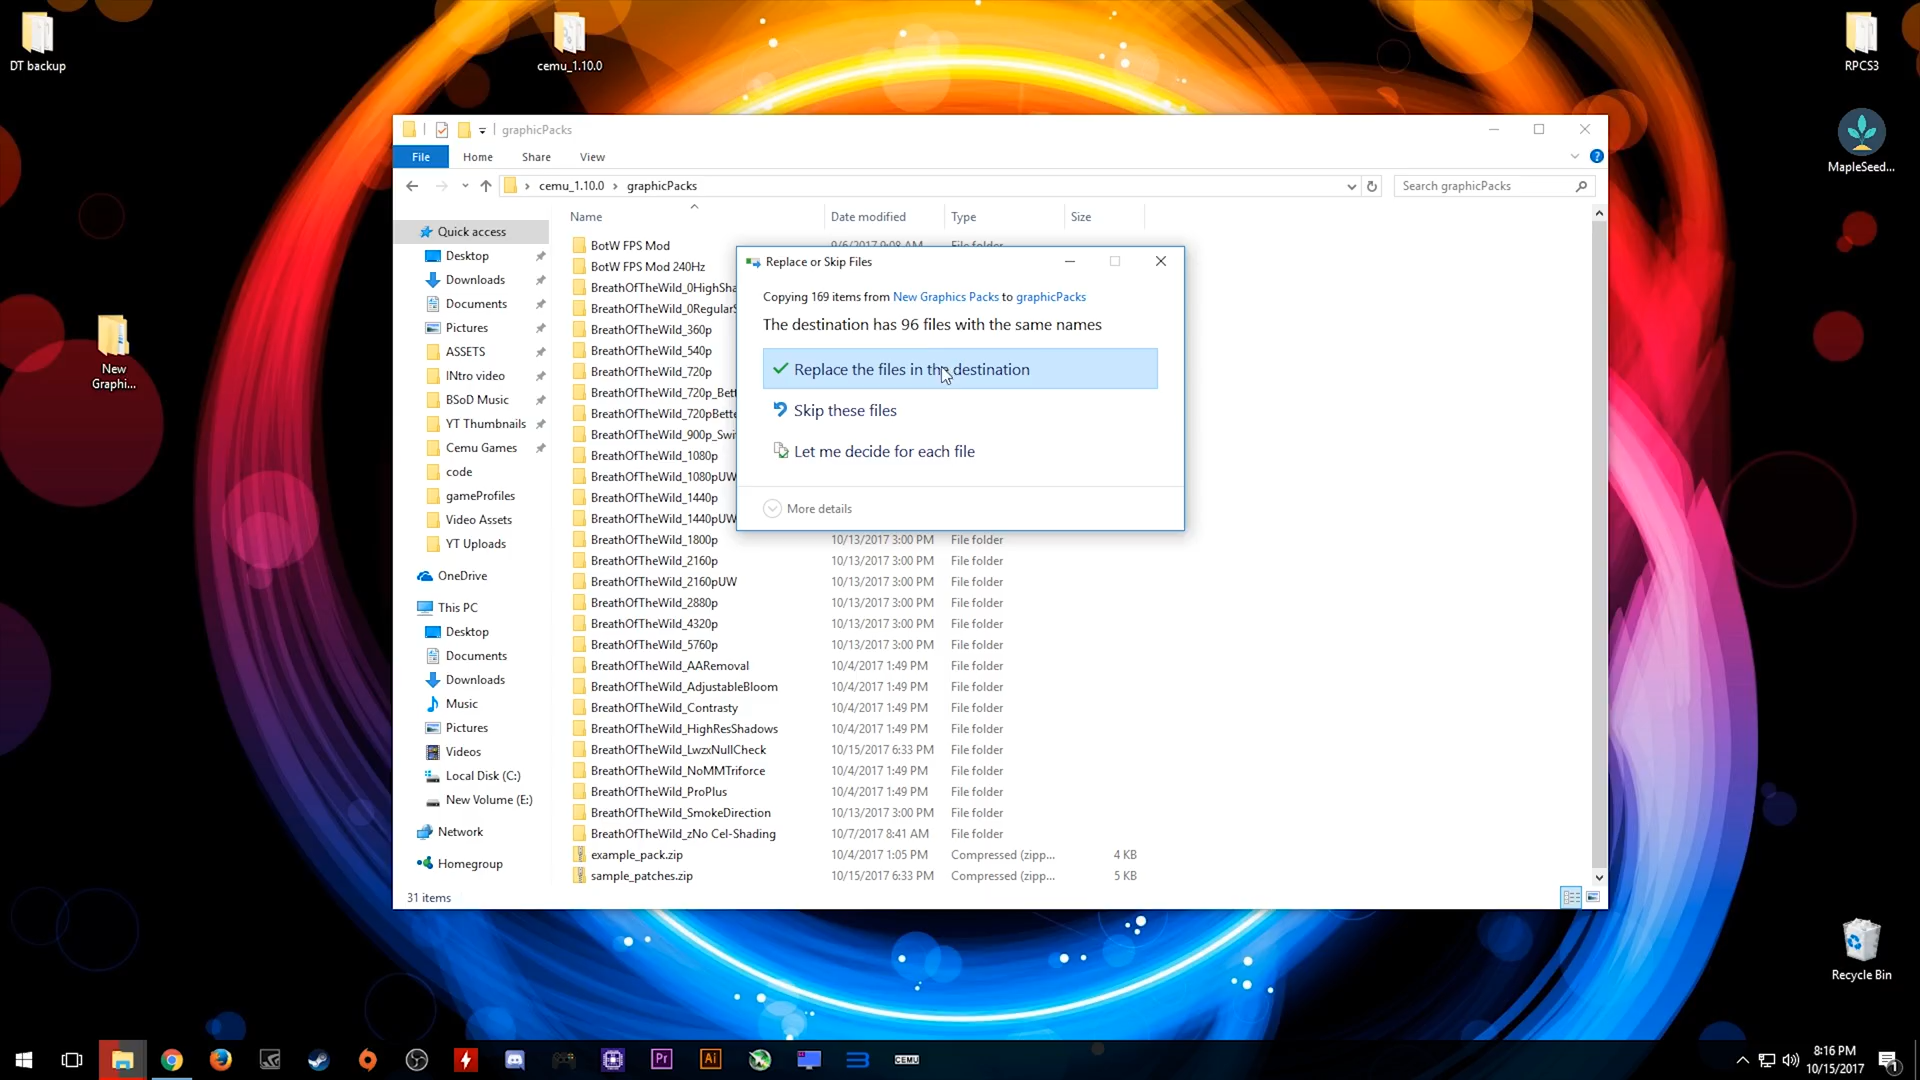 DT backup
cemu_1.10.0
RPCS3
MapleSeed...
New
Graphi...
Recycle Bin
graphicPacks
File
Home
Share
View
cemu_1.10.0
graphicPacks
Search graphicPacks
Name
Date modified
Type
Size
Quick access
Desktop
Downloads
Documents
Pictures
ASSETS
INtro video
BSoD Music
YT Thumbnails
Cemu Games
code
gameProfiles
Video Assets
YT Uploads
OneDrive
This PC
Desktop
Documents
Downloads
Music
Pictures
Videos
Local Disk (C:)
New Volume (E:)
Network
Homegroup
BotW FPS Mod 9/6/2017 9:08 AM File folder
BotW FPS Mod 240Hz
BreathOfTheWild_0HighSha
BreathOfTheWild_0RegularS
BreathOfTheWild_360p
BreathOfTheWild_540p
BreathOfTheWild_720p
BreathOfTheWild_720p_Bett
BreathOfTheWild_720pBette
BreathOfTheWild_900p_Swi
BreathOfTheWild_1080p
BreathOfTheWild_1080pUW
BreathOfTheWild_1440p
BreathOfTheWild_1440pUW
BreathOfTheWild_1800p 10/13/2017 3:00 PM File folder
BreathOfTheWild_2160p 10/13/2017 3:00 PM File folder
BreathOfTheWild_2160pUW 10/13/2017 3:00 PM File folder
BreathOfTheWild_2880p 10/13/2017 3:00 PM File folder
BreathOfTheWild_4320p 10/13/2017 3:00 PM File folder
BreathOfTheWild_5760p 10/13/2017 3:00 PM File folder
BreathOfTheWild_AARemoval 10/4/2017 1:49 PM File folder
BreathOfTheWild_AdjustableBloom 10/4/2017 1:49 PM File folder
BreathOfTheWild_Contrasty 10/4/2017 1:49 PM File folder
BreathOfTheWild_HighResShadows 10/4/2017 1:49 PM File folder
BreathOfTheWild_LwzxNullCheck 10/15/2017 6:33 PM File folder
BreathOfTheWild_NoMMTriforce 10/4/2017 1:49 PM File folder
BreathOfTheWild_ProPlus 10/4/2017 1:49 PM File folder
BreathOfTheWild_SmokeDirection 10/13/2017 3:00 PM File folder
BreathOfTheWild_zNo Cel-Shading 10/7/2017 8:41 AM File folder
example_pack.zip 10/4/2017 1:05 PM Compressed (zipp... 4 KB
sample_patches.zip 10/15/2017 6:33 PM Compressed (zipp... 5 KB
31 items
Replace or Skip Files
Copying 169 items from New Graphics Packs to graphicPacks
The destination has 96 files with the same names
Replace the files in the destination
Skip these files
Let me decide for each file
More details
Pr
Ai
CEMU
8:16 PM
10/15/2017
1